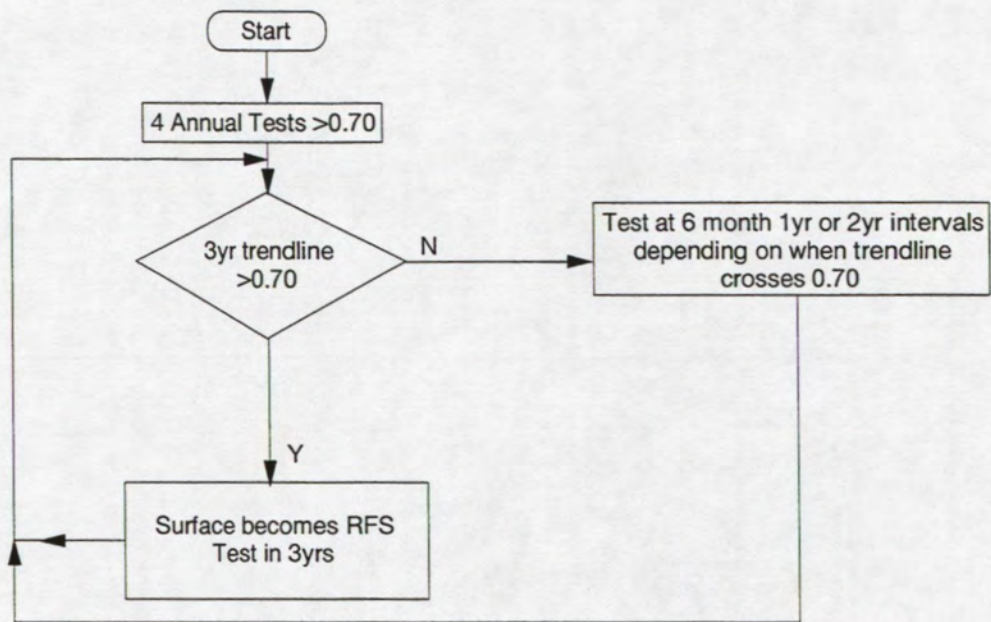 Start
4 Annual Tests >0.70
3yr trendline
>0.70
N
Test at 6 month 1yr or 2yr intervals
depending on when trendline
crosses 0.70
Y
Surface becomes RFS
Test in 3yrs